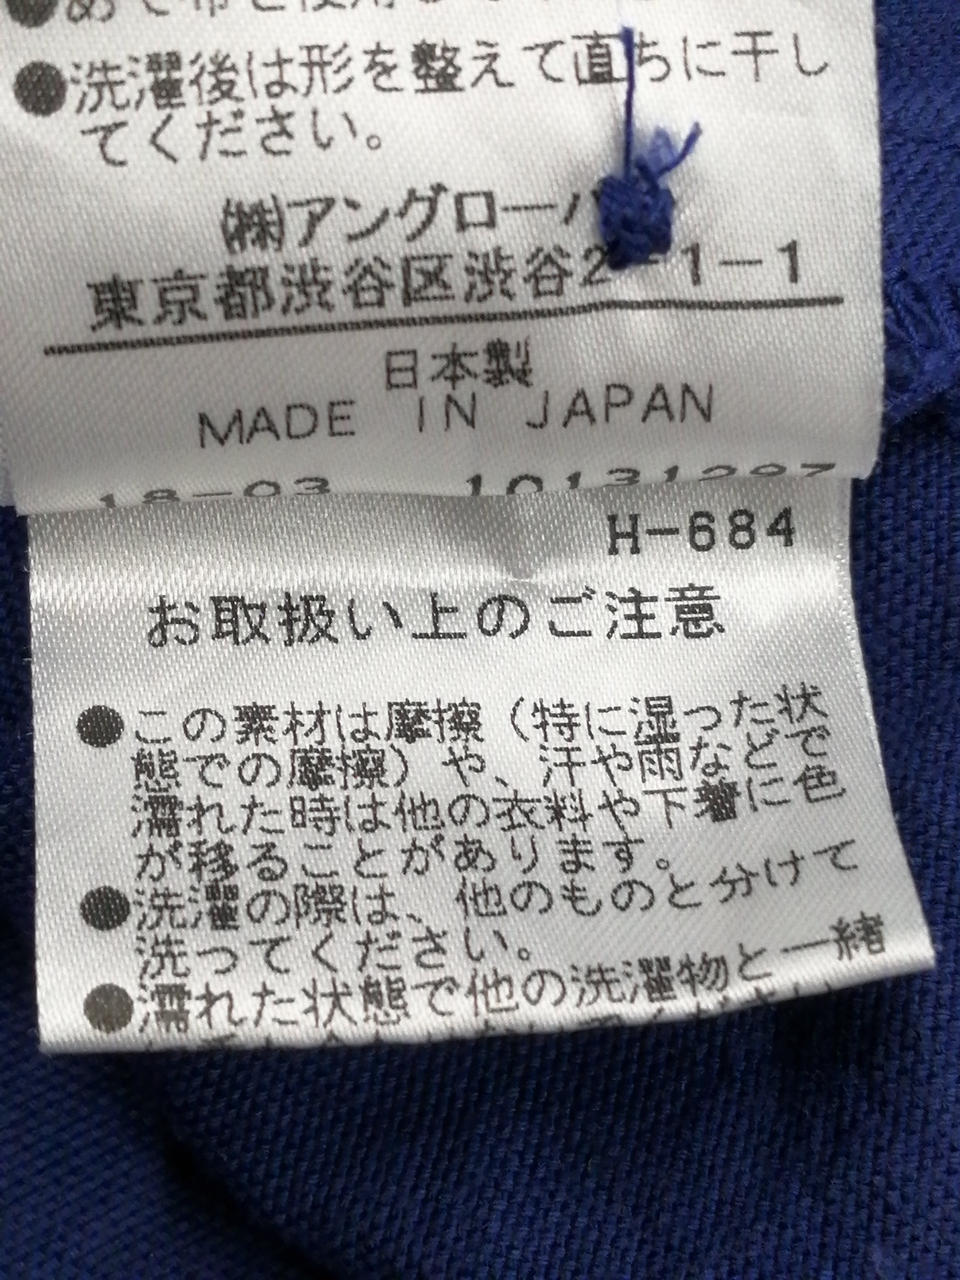 ●洗濯後は形を整えて直ちに干し
てください。
㈱アングローバ
東京都渋谷区渋谷2-1-1
日本製
MADE IN JAPAN
18-03 10131297
H-684
お取扱い上のご注意
●この素材は摩擦（特に湿った状
態での摩擦）や、汗や雨などで
濡れた時は他の衣料や下着に色
が移ることがあります。
●洗濯の際は、他のものと分けて
洗ってください。
●濡れた状態で他の洗濯物と一緒